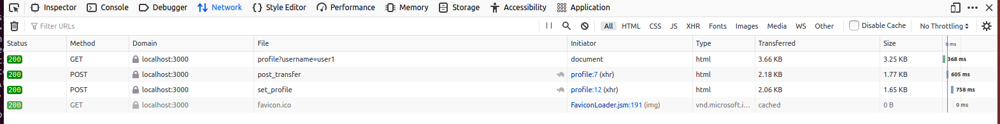 Inspector Console Debugger Network Style Editor Performance Memory Storage Accessibility Application
Filter URLs All HTML CSS JS XHR Fonts Images Media WS Other Disable Cache No Throttling
Status Method Domain File Initiator Type Transferred Size 0 ms
200 GET localhost:3000 profile?username=user1 document html 3.66 KB 3.25 KB 368 ms
200 POST localhost:3000 post_transfer profile:7 (xhr) html 2.18 KB 1.77 KB 605 ms
200 POST localhost:3000 set_profile profile:12 (xhr) html 2.06 KB 1.65 KB 758 ms
200 GET localhost:3000 favicon.ico FaviconLoader.jsm:191 (img) vnd.microsoft.i... cached 0 B 0 ms